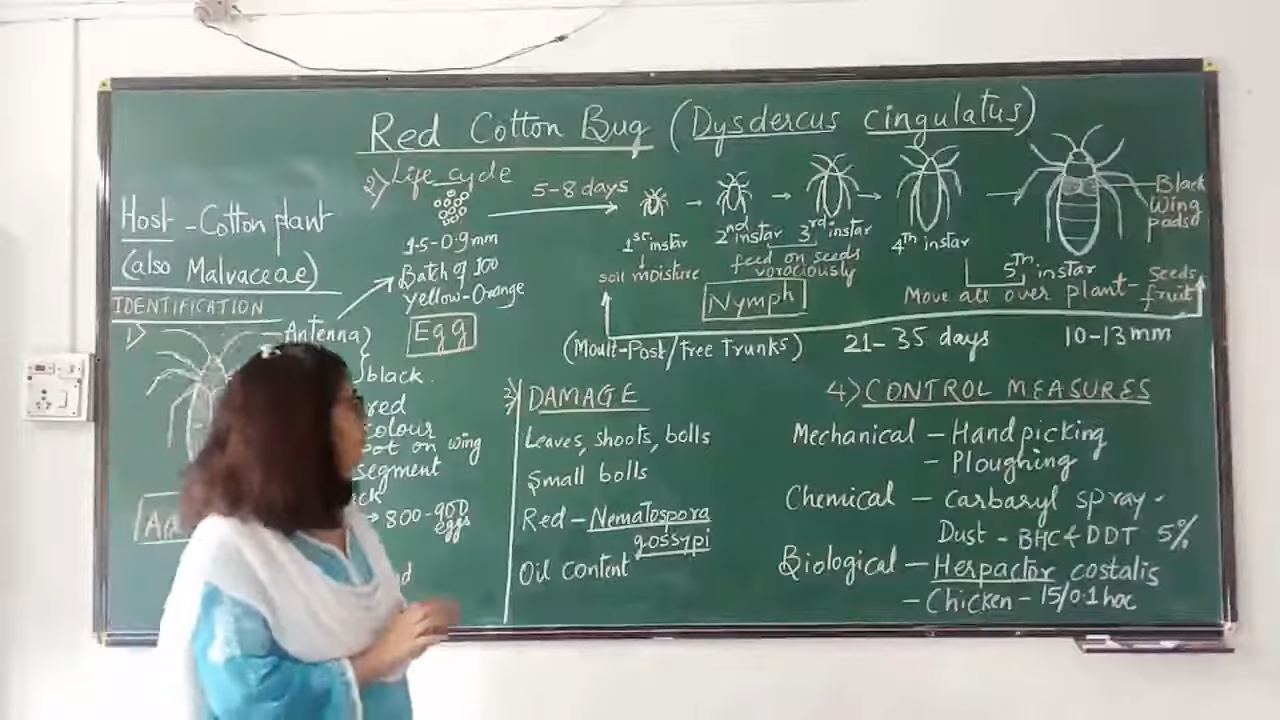 Red Cotton Bug (Dysdercus cingulatus)
Host - Cotton plant
(also Malvaceae)
IDENTIFICATION
1)
Antenna
black.
red
colour
on wing
segment
→ 800-900
eggs
2) Life cycle
5-8 days
1.5-0.9mm
Batch of 100
Yellow-Orange
Egg
1st instar
soil moisture
2nd instar 3rd instar
feed on seeds
voraciously
Nymph
4th instar
5th instar
Move all over plant - Seeds
fruit
Black
Wing
pads
(Moult-Post/Tree Trunks) 21-35 days 10-13mm
3) DAMAGE
Leaves, shoots, bolls
Small bolls
Red - Nematospora
gossypi
Oil content
4) CONTROL MEASURES
Mechanical - Hand picking
- Ploughing
Chemical - Carbaryl spray.
Dust - BHC & DDT 5%
Biological - Herpactor costalis
- Chicken - 15/0.1 hac